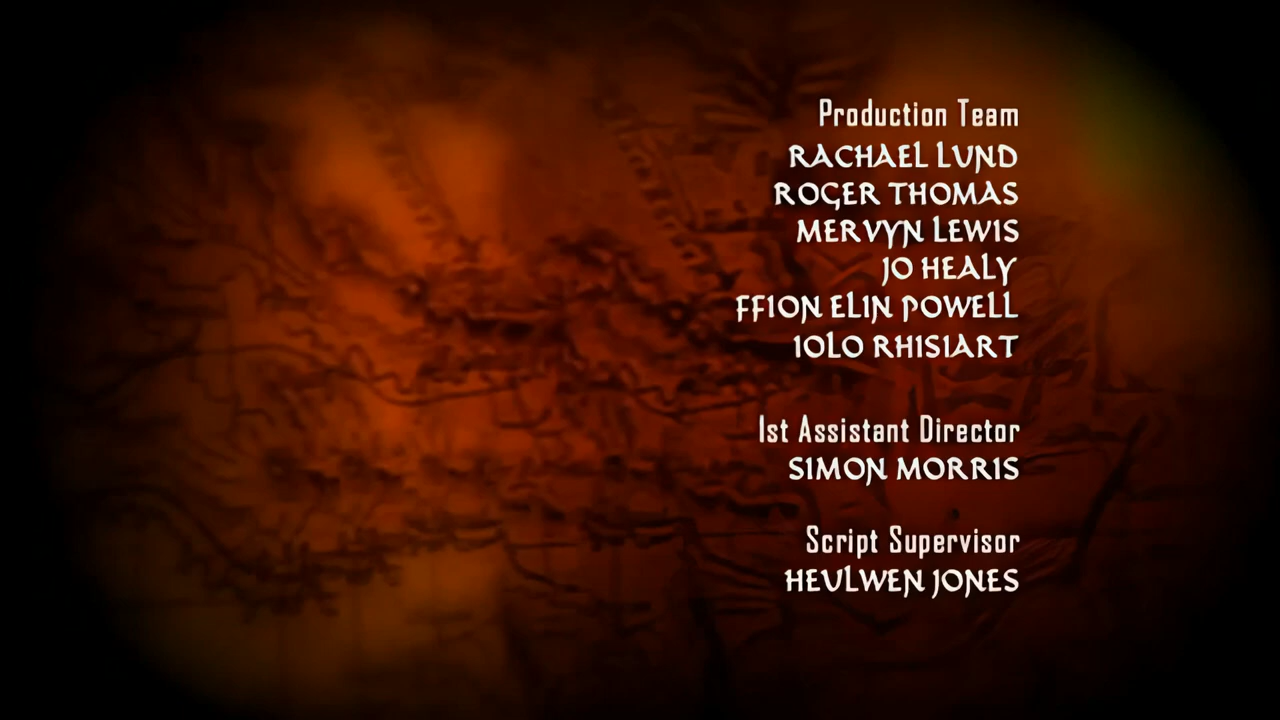 Production Team
RACHAEL LUND
ROGER THOMAS
MERVYN LEWIS
JO HEALY
FFION ELIN POWELL
IOLO RHISIART
1st Assistant Director
SIMON MORRIS
Script Supervisor
HEULWEN JONES